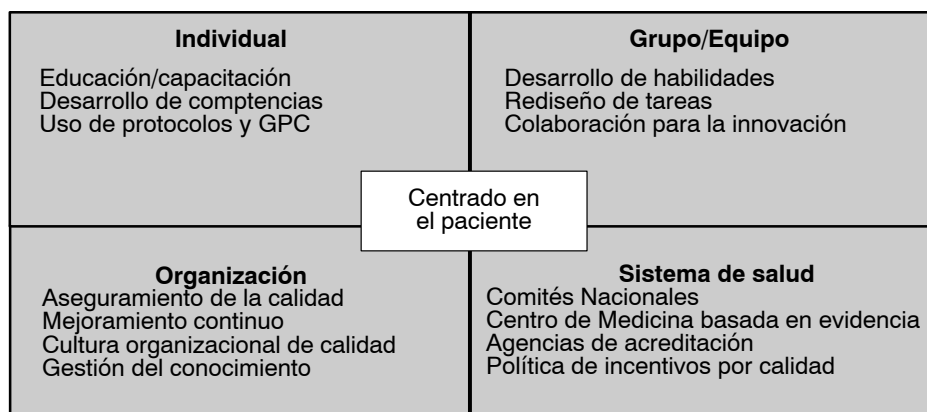 Individual
Educación/capacitación
Desarrollo de comptencias
Uso de protocolos y GPC
Grupo/Equipo
Desarrollo de habilidades
Rediseño de tareas
Colaboración para la innovación
Centrado en
el paciente
Organización
Aseguramiento de la calidad
Mejoramiento continuo
Cultura organizacional de calidad
Gestión del conocimiento
Sistema de salud
Comités Nacionales
Centro de Medicina basada en evidencia
Agencias de acreditación
Política de incentivos por calidad